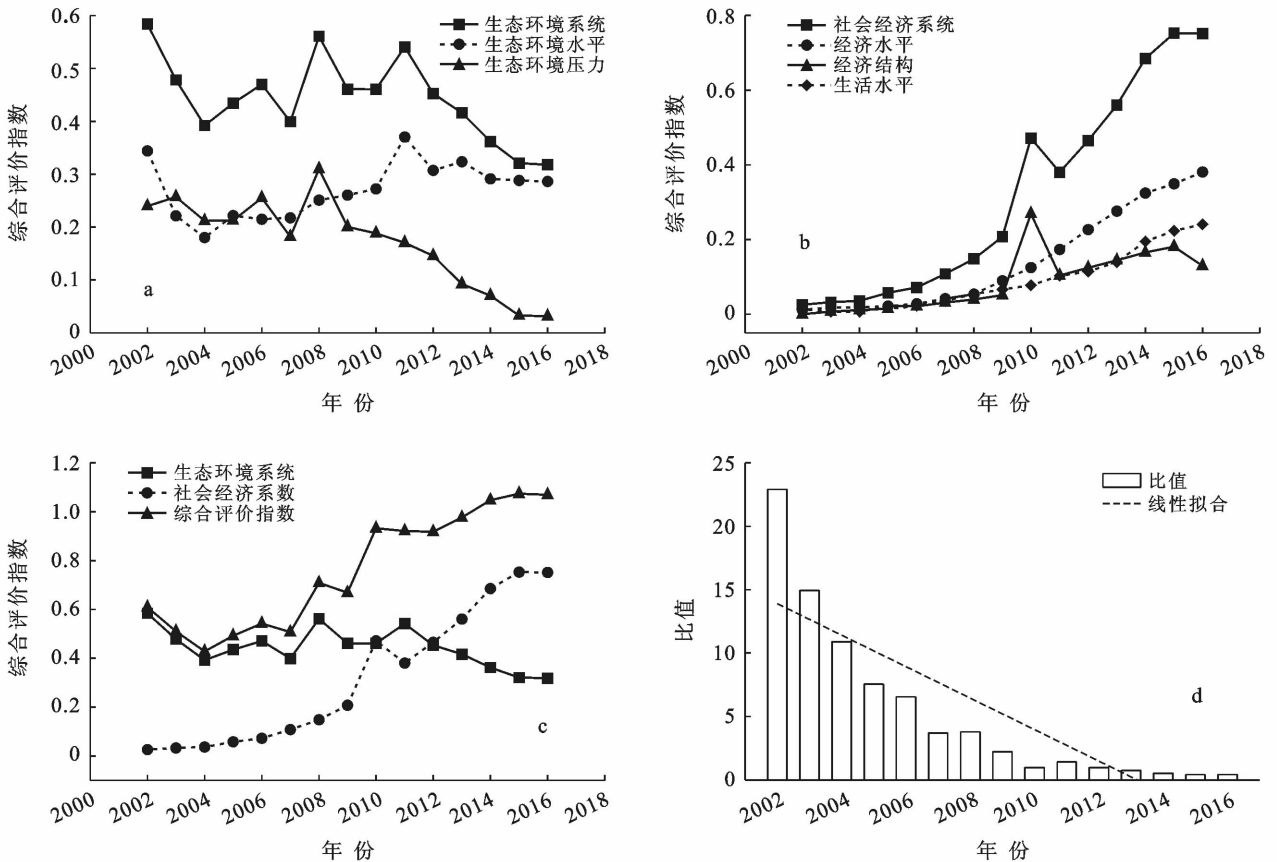 0.6
0.5
0.4
0.3
0.2
0.1
0
综合评价指数
生态环境系统
生态环境水平
生态环境压力
a
2000
2002
2004
2006
2008
2010
2012
2014
2016
2018
年 份
0.8
0.6
0.4
0.2
0
综合评价指数
社会经济系统
经济水平
经济结构
生活水平
b
2000
2002
2004
2006
2008
2010
2012
2014
2016
2018
年 份
1.2
1.0
0.8
0.6
0.4
0.2
0
综合评价指数
生态环境系统
社会经济系数
综合评价指数
c
2000
2002
2004
2006
2008
2010
2012
2014
2016
2018
年 份
25
20
15
10
5
0
比值
比值
线性拟合
d
2002
2004
2006
2008
2010
2012
2014
2016
年 份